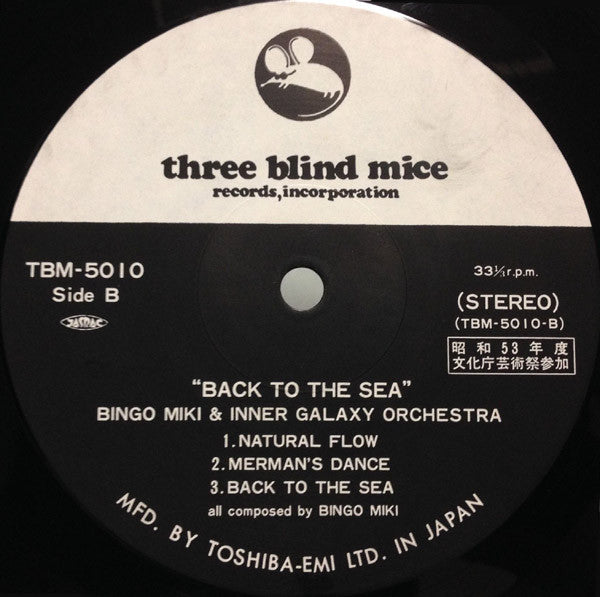 three blind mice
records,incorporation
TBM-5010
Side B
JASRAC
33⅓ r.p.m.
(STEREO)
(TBM-5010-B)
昭和53年度
文化庁芸術祭参加
"BACK TO THE SEA"
BINGO MIKI & INNER GALAXY ORCHESTRA
1. NATURAL FLOW
2. MERMAN'S DANCE
3. BACK TO THE SEA
all composed by BINGO MIKI
MFD. BY TOSHIBA-EMI LTD. IN JAPAN